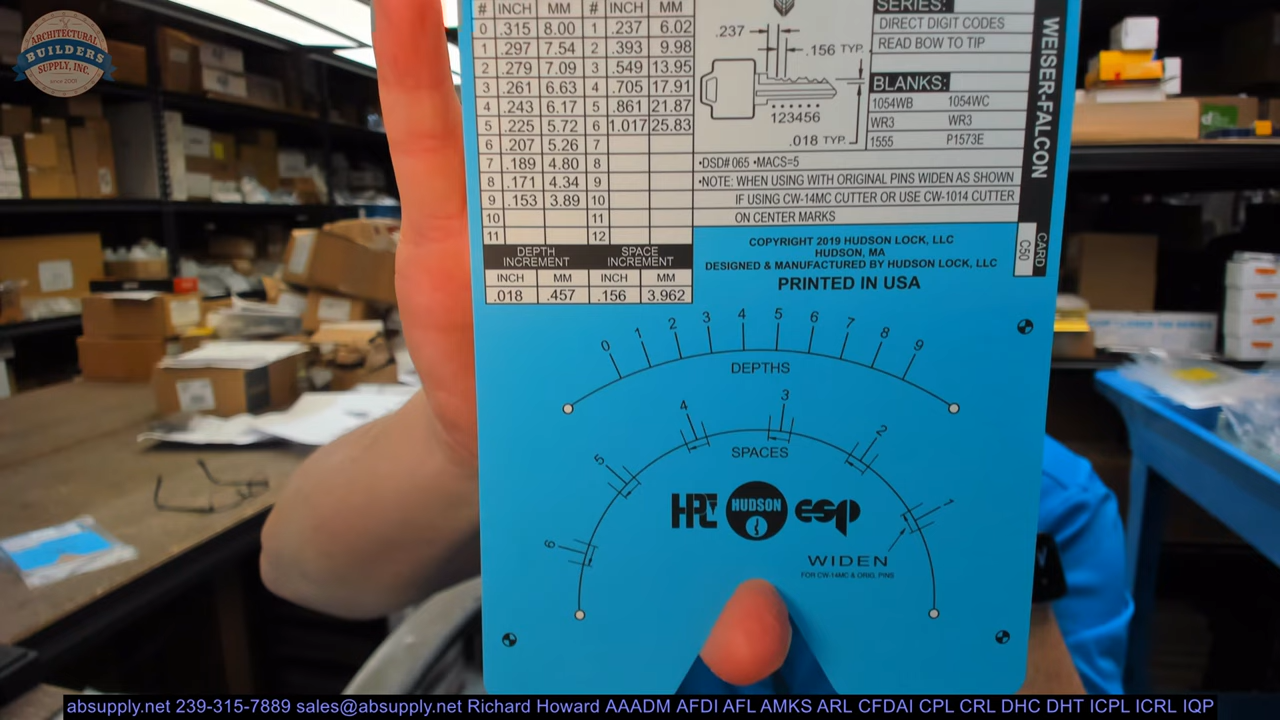 ARCHITECTURAL
BUILDERS
SUPPLY, INC.
since 2005
# INCH MM # INCH MM
0 .315 8.00 1 .237 6.02
1 .297 7.54 2 .393 9.98
2 .279 7.09 3 .549 13.95
3 .261 6.63 4 .705 17.91
4 .243 6.17 5 .861 21.87
5 .225 5.72 6 1.017 25.83
6 .207 5.26 7
7 .189 4.80 8
8 .171 4.34 9
9 .153 3.89 10
10 11
11 12
DEPTH INCREMENT SPACE INCREMENT
INCH MM INCH MM
.018 .457 .156 3.962
.237
.156 TYP.
123456
.018 TYP.
SERIES:
DIRECT DIGIT CODES
READ BOW TO TIP
BLANKS:
1054WB 1054WC
WR3 WR3
1555 P1573E
•DSD# 065 •MACS=5
•NOTE: WHEN USING WITH ORIGINAL PINS WIDEN AS SHOWN
IF USING CW-14MC CUTTER OR USE CW-1014 CUTTER
ON CENTER MARKS
WEISER-FALCON
CARD
C50
COPYRIGHT 2019 HUDSON LOCK, LLC
HUDSON, MA
DESIGNED & MANUFACTURED BY HUDSON LOCK, LLC
PRINTED IN USA
0 1 2 3 4 5 6 7 8 9
DEPTHS
6 5 4 3 2 1
SPACES
HPC HUDSON esp
WIDEN
FOR CW-14MC & ORIG. PINS
absupply.net 239-315-7889 sales@absupply.net Richard Howard AAADM AFDI AFL AMKS ARL CFDAI CPL CRL DHC DHT ICPL ICRL IQP